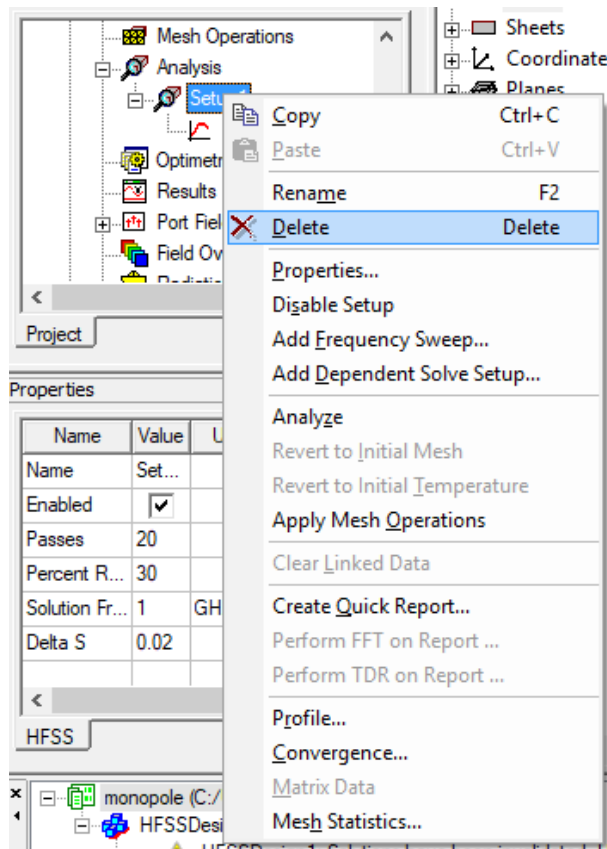 Mesh Operations
Analysis
Setup1
Optimetr
Results
Port Fiel
Field Ov
Project
Sheets
Coordinate
Planes
Copy Ctrl+C
Paste Ctrl+V
Rename F2
Delete Delete
Properties...
Disable Setup
Add Frequency Sweep...
Add Dependent Solve Setup...
Analyze
Revert to Initial Mesh
Revert to Initial Temperature
Apply Mesh Operations
Clear Linked Data
Create Quick Report...
Perform FFT on Report ...
Perform TDR on Report ...
Profile...
Convergence...
Matrix Data
Mesh Statistics...
Properties
Name Value U
Name Set...
Enabled
Passes 20
Percent R... 30
Solution Fr... 1 GH
Delta S 0.02
HFSS
monopole (C:/
HFSSDesi